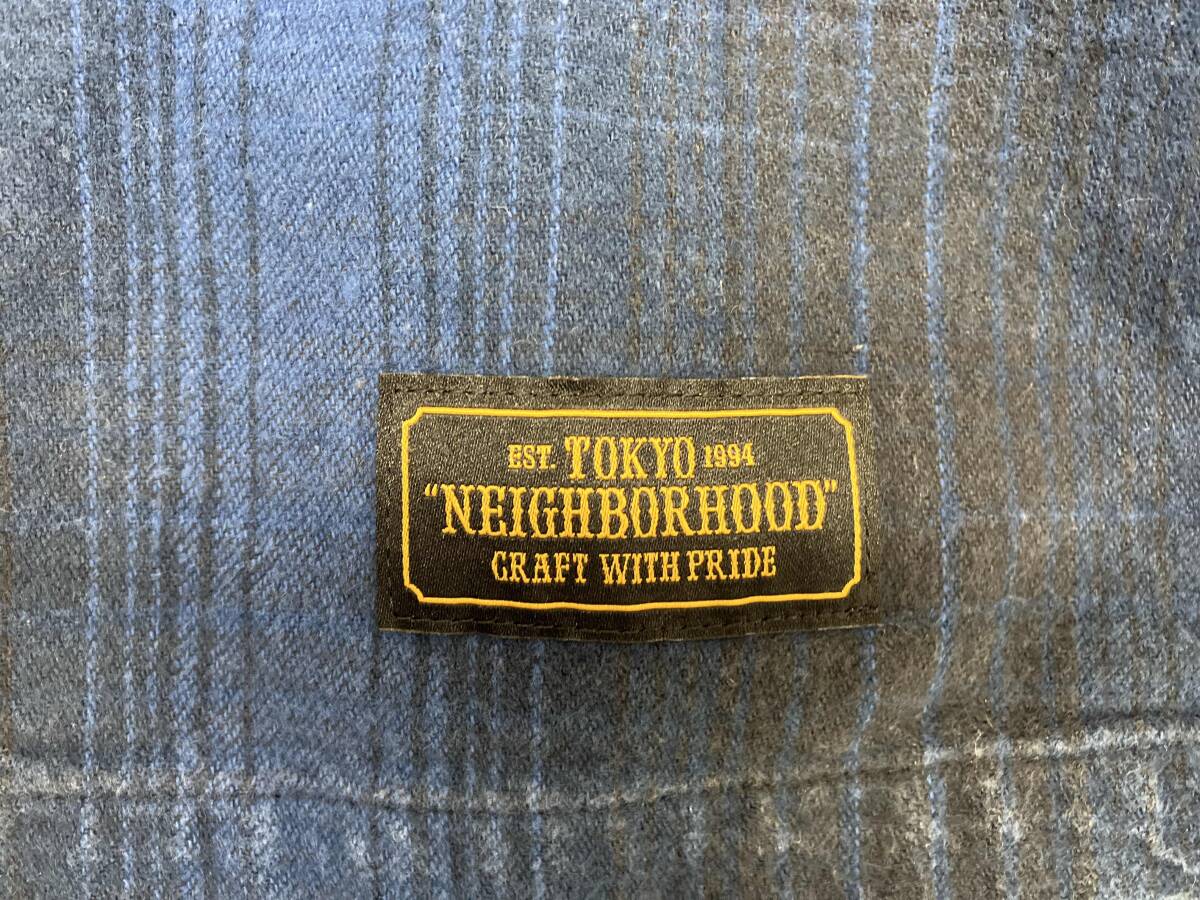 EST. TOKYO 1994
"NEIGHBORHOOD"
CRAFT WITH PRIDE